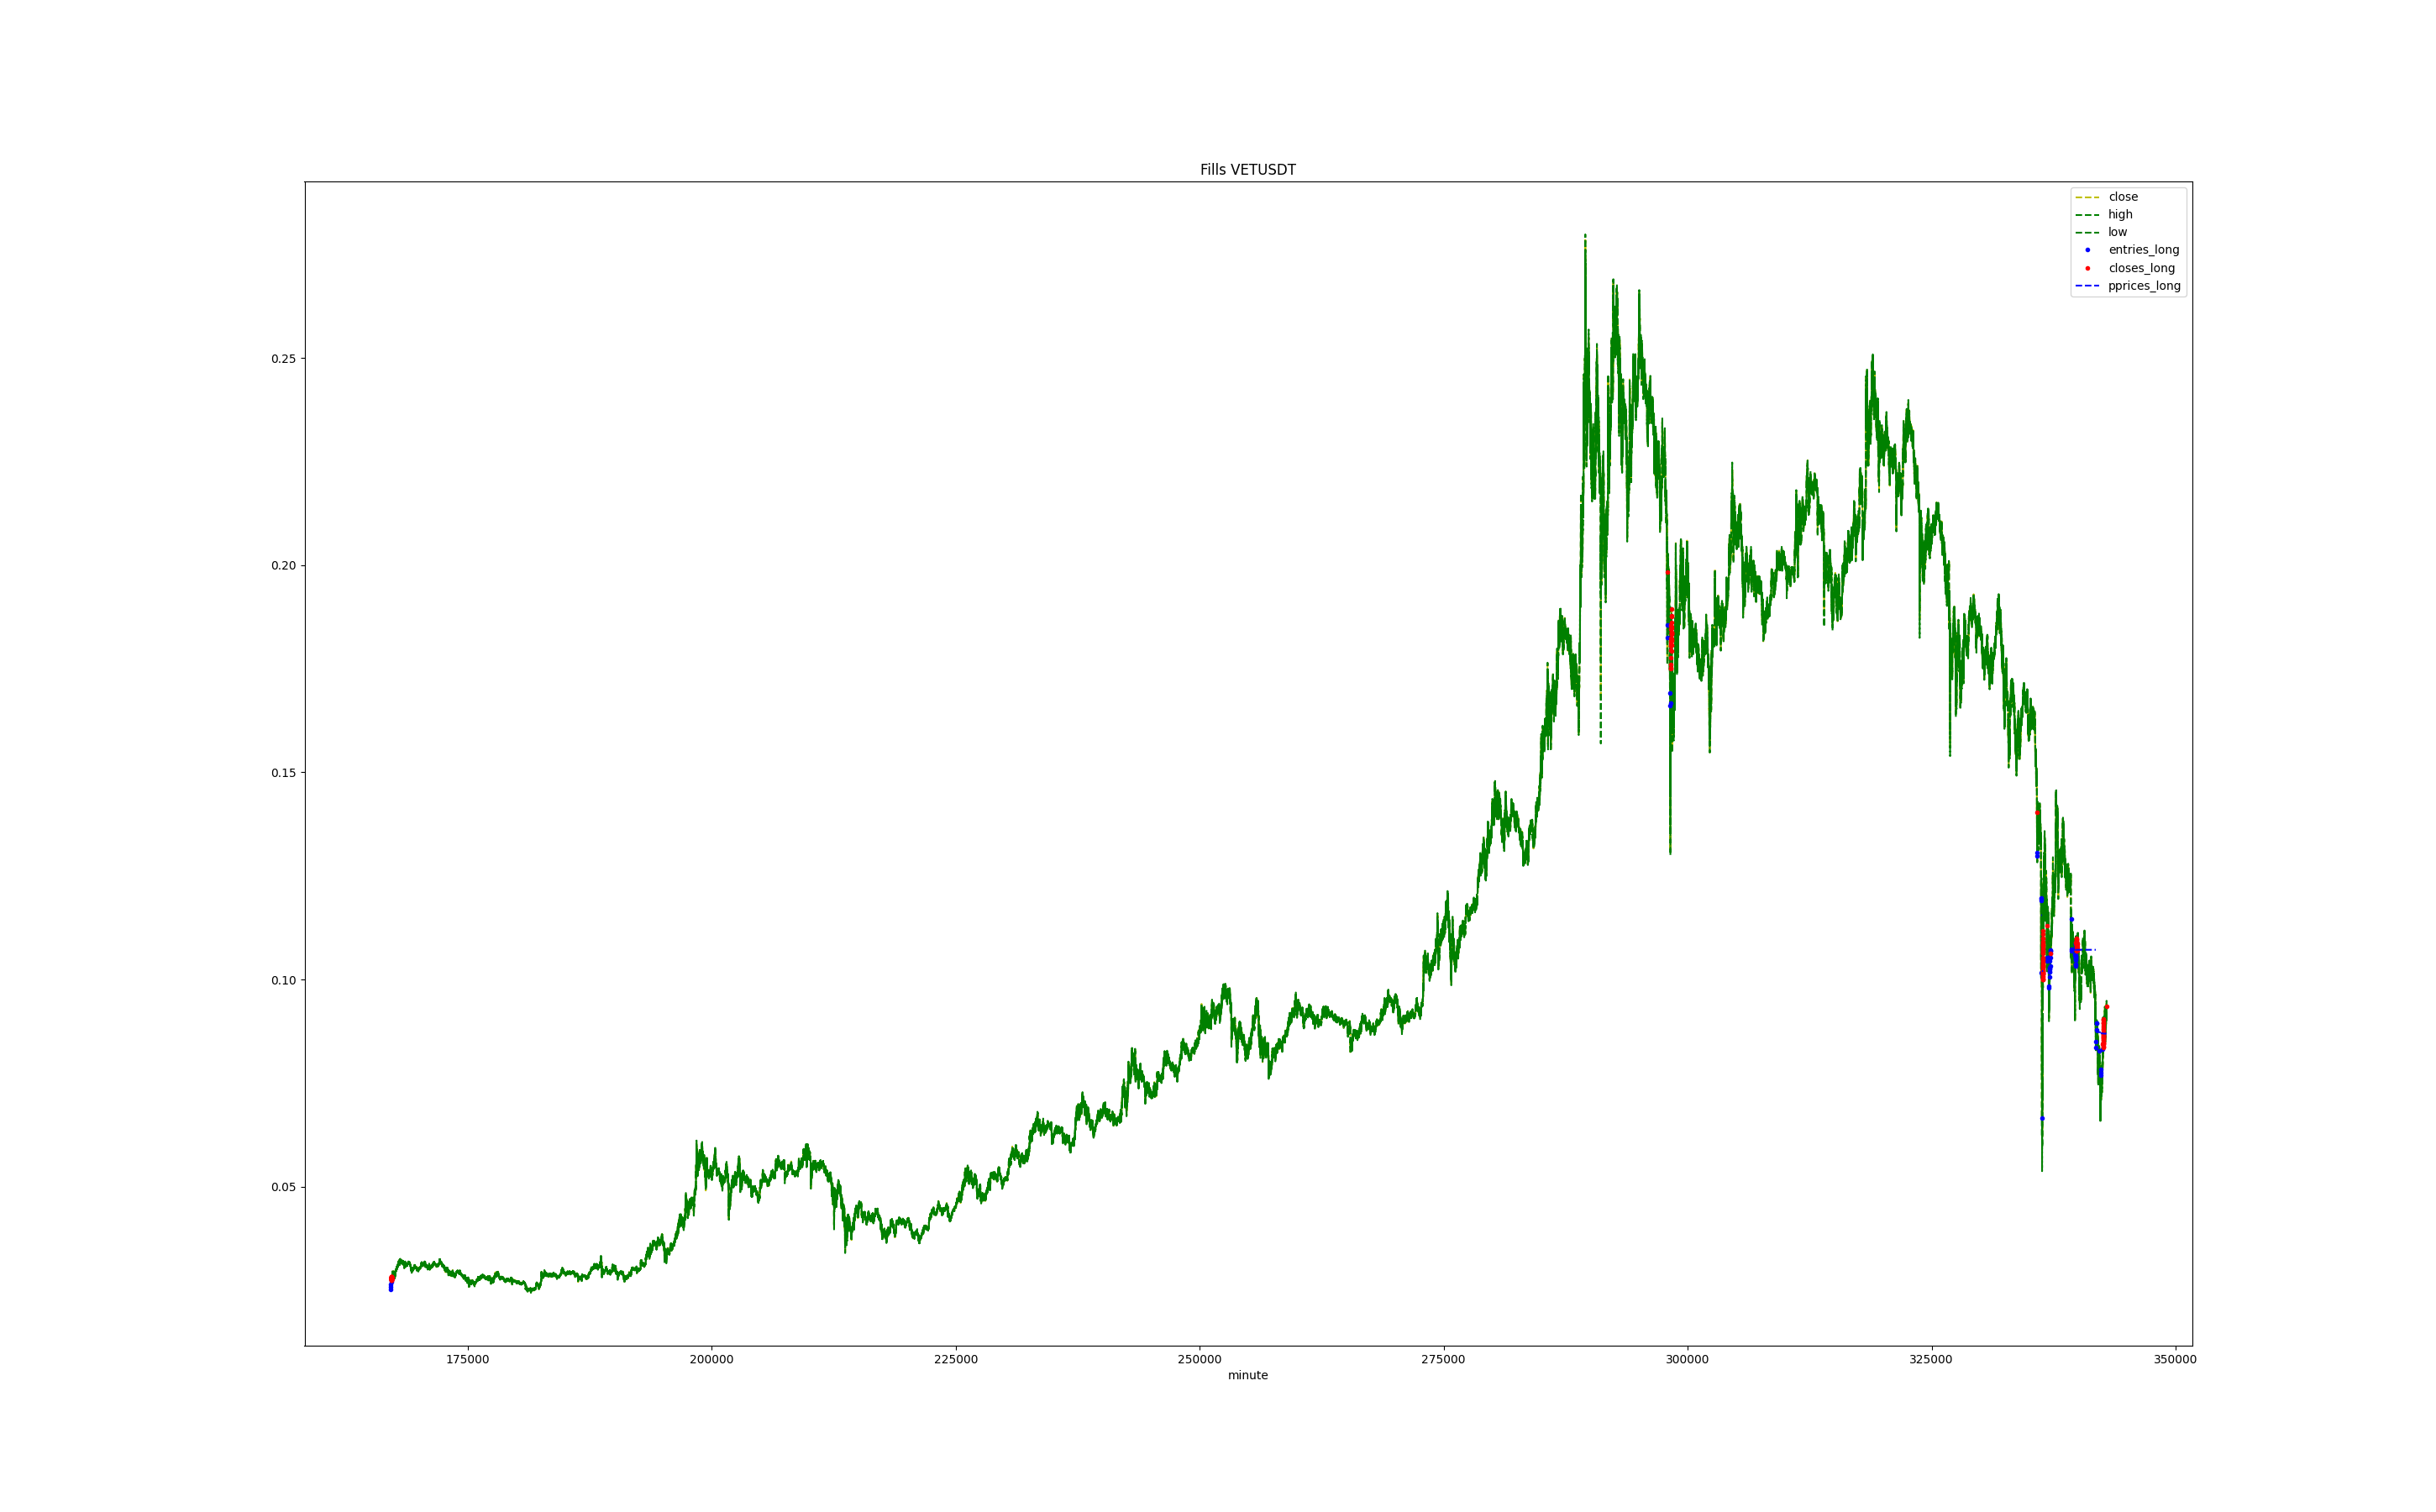 Fills VETUSDT
close
high
low
entries_long
closes_long
pprices_long
0.25
0.20
0.15
0.10
0.05
175000 200000 225000 250000 275000 300000 325000 350000
minute